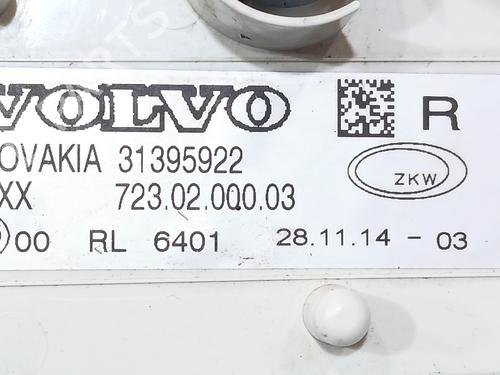 VOLVO
R
OVAKIA 31395922
ZKW
XX 723.02.000.03
00 RL 6401 28.11.14 - 03